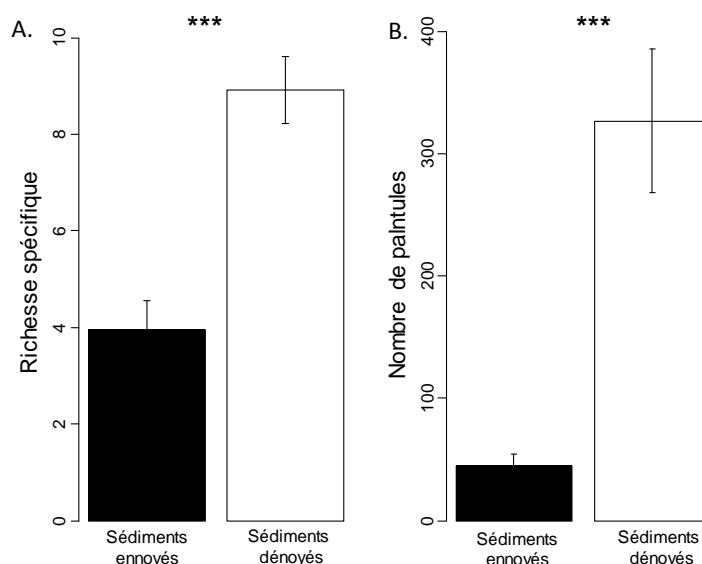 A.
***
Richesse spécifique
10
8
6
4
2
0
Sédiments
ennoyés
Sédiments
dénoyés
B.
***
Nombre de palntules
400
300
200
100
0
Sédiments
ennoyés
Sédiments
dénoyés